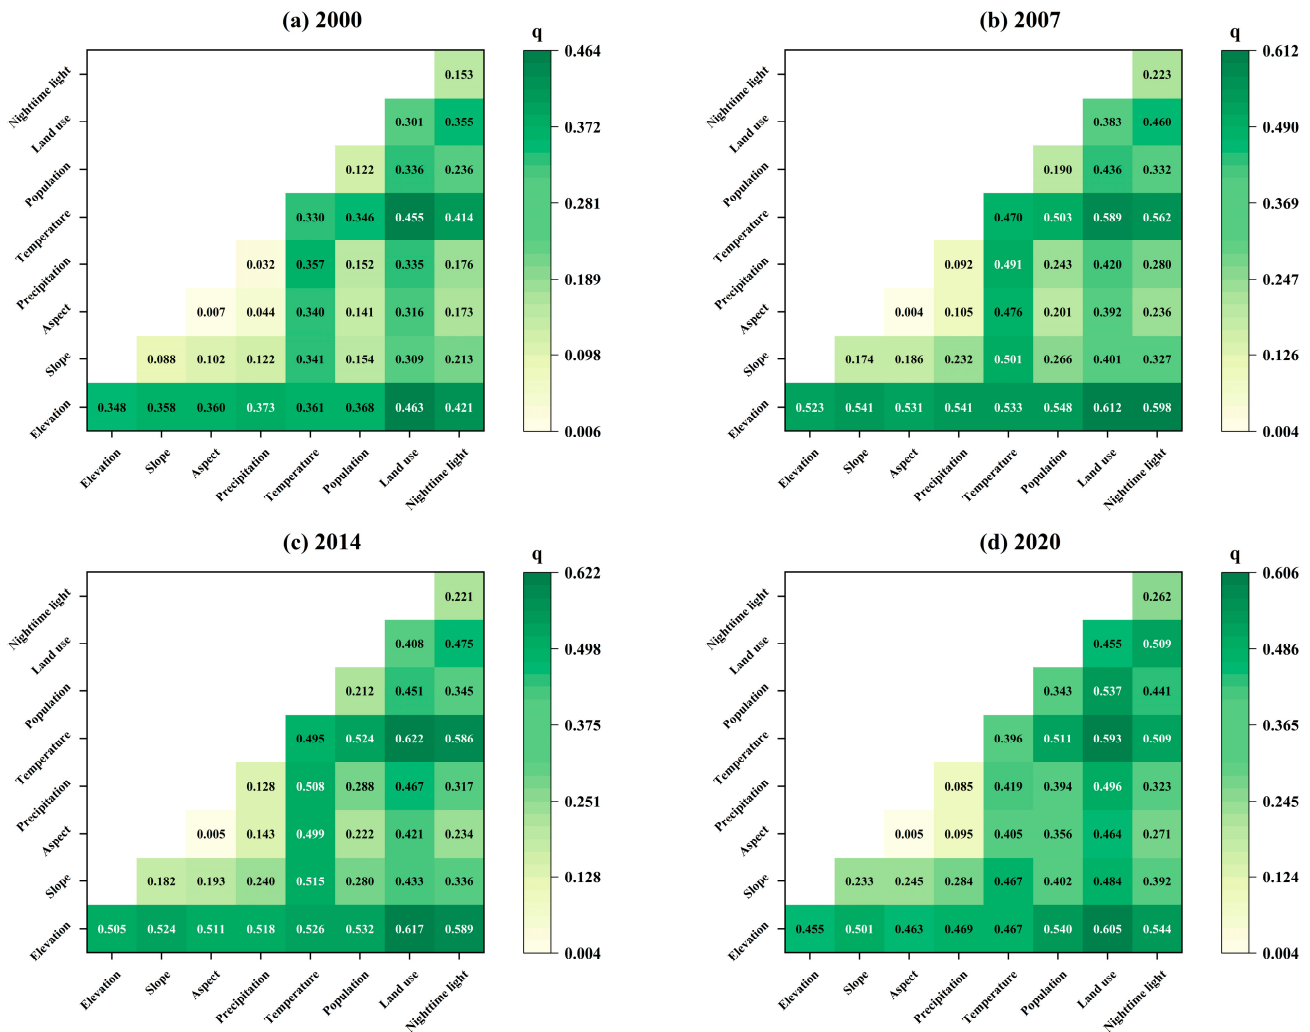 (a) 2000
q
Nighttime light 0.153
Land use 0.301 0.355
Population 0.122 0.336 0.236
Temperature 0.330 0.346 0.455 0.414
Precipitation 0.032 0.357 0.152 0.335 0.176
Aspect 0.007 0.044 0.340 0.141 0.316 0.173
Slope 0.088 0.102 0.122 0.341 0.154 0.309 0.213
Elevation 0.348 0.358 0.360 0.373 0.361 0.368 0.463 0.421
Elevation Slope Aspect Precipitation Temperature Population Land use Nighttime light
0.464
0.372
0.281
0.189
0.098
0.006
(b) 2007
q
Nighttime light 0.223
Land use 0.383 0.460
Population 0.190 0.436 0.332
Temperature 0.470 0.503 0.589 0.562
Precipitation 0.092 0.491 0.243 0.420 0.280
Aspect 0.004 0.105 0.476 0.201 0.392 0.236
Slope 0.174 0.186 0.232 0.501 0.266 0.401 0.327
Elevation 0.523 0.541 0.531 0.541 0.533 0.548 0.612 0.598
Elevation Slope Aspect Precipitation Temperature Population Land use Nighttime light
0.612
0.490
0.369
0.247
0.126
0.004
(c) 2014
q
Nighttime light 0.221
Land use 0.408 0.475
Population 0.212 0.451 0.345
Temperature 0.495 0.524 0.622 0.586
Precipitation 0.128 0.508 0.288 0.467 0.317
Aspect 0.005 0.143 0.499 0.222 0.421 0.234
Slope 0.182 0.193 0.240 0.515 0.280 0.433 0.336
Elevation 0.505 0.524 0.511 0.518 0.526 0.532 0.617 0.589
Elevation Slope Aspect Precipitation Temperature Population Land use Nighttime light
0.622
0.498
0.375
0.251
0.128
0.004
(d) 2020
q
Nighttime light 0.262
Land use 0.455 0.509
Population 0.343 0.537 0.441
Temperature 0.396 0.511 0.593 0.509
Precipitation 0.085 0.419 0.394 0.496 0.323
Aspect 0.005 0.095 0.405 0.356 0.464 0.271
Slope 0.233 0.245 0.284 0.467 0.402 0.484 0.392
Elevation 0.455 0.501 0.463 0.469 0.467 0.540 0.605 0.544
Elevation Slope Aspect Precipitation Temperature Population Land use Nighttime light
0.606
0.486
0.365
0.245
0.124
0.004